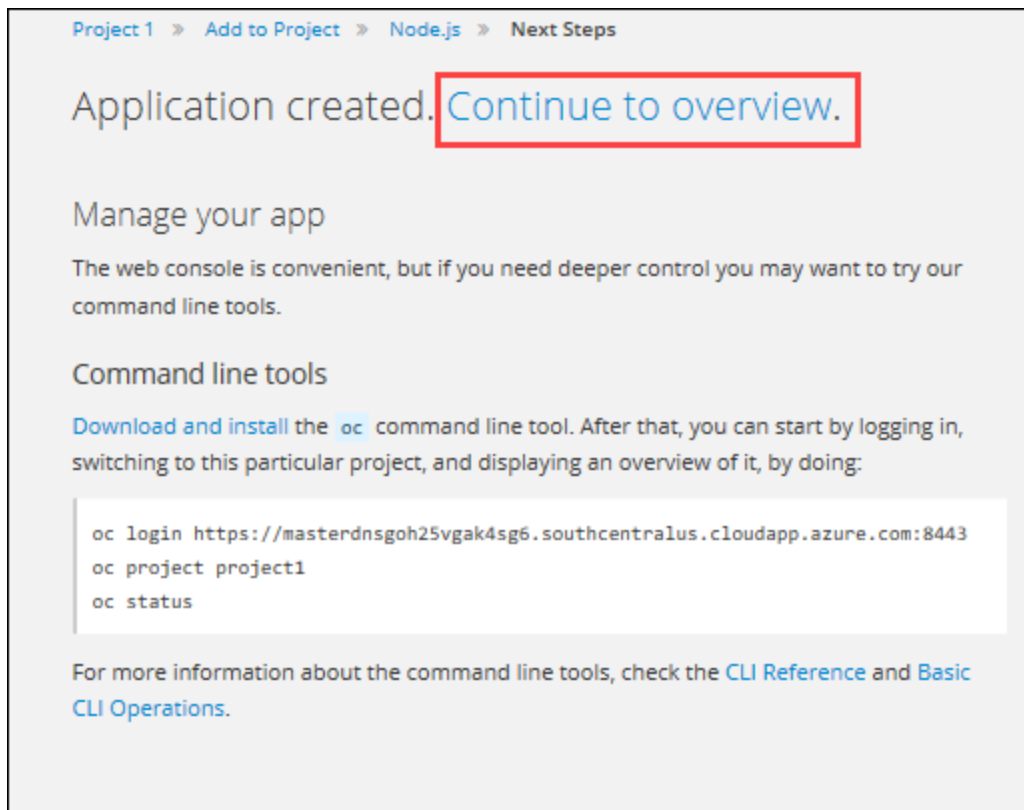 Project 1 » Add to Project » Node.js » Next Steps
Application created. Continue to overview.
Manage your app
The web console is convenient, but if you need deeper control you may want to try our
command line tools.
Command line tools
Download and install the oc command line tool. After that, you can start by logging in,
switching to this particular project, and displaying an overview of it, by doing:
oc login https://masterdnsgoh25vgak4sg6.southcentralus.cloudapp.azure.com:8443
oc project project1
oc status
For more information about the command line tools, check the CLI Reference and Basic
CLI Operations.